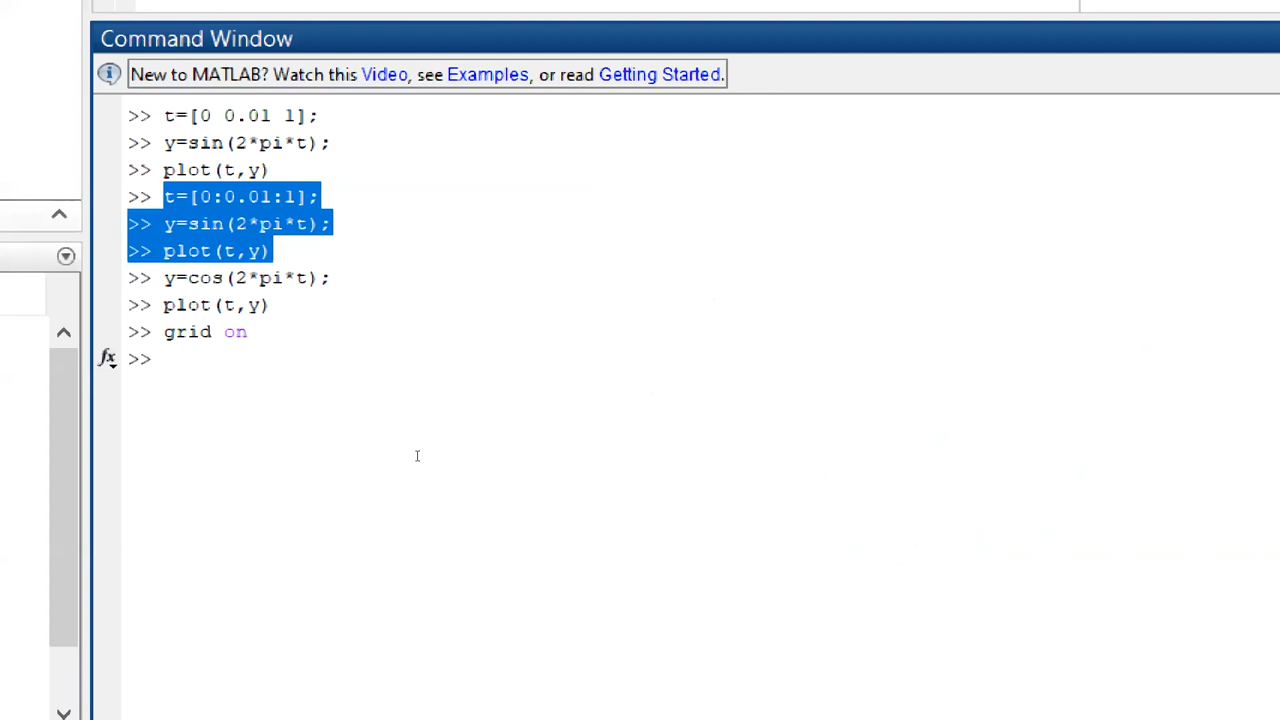 Command Window
New to MATLAB? Watch this Video, see Examples, or read Getting Started.
>> t=[0 0.01 1];
>> y=sin(2*pi*t);
>> plot(t,y)
>> t=[0:0.01:1];
>> y=sin(2*pi*t);
>> plot(t,y)
>> y=cos(2*pi*t);
>> plot(t,y)
>> grid on
fx >>